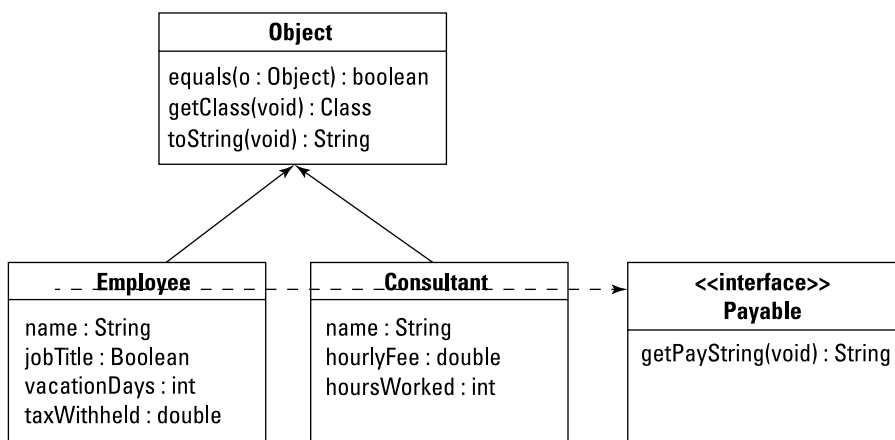 Object
equals(o : Object) : boolean
getClass(void) : Class
toString(void) : String
Employee
name : String
jobTitle : Boolean
vacationDays : int
taxWithheld : double
Consultant
name : String
hourlyFee : double
hoursWorked : int
<<interface>>
Payable
getPayString(void) : String